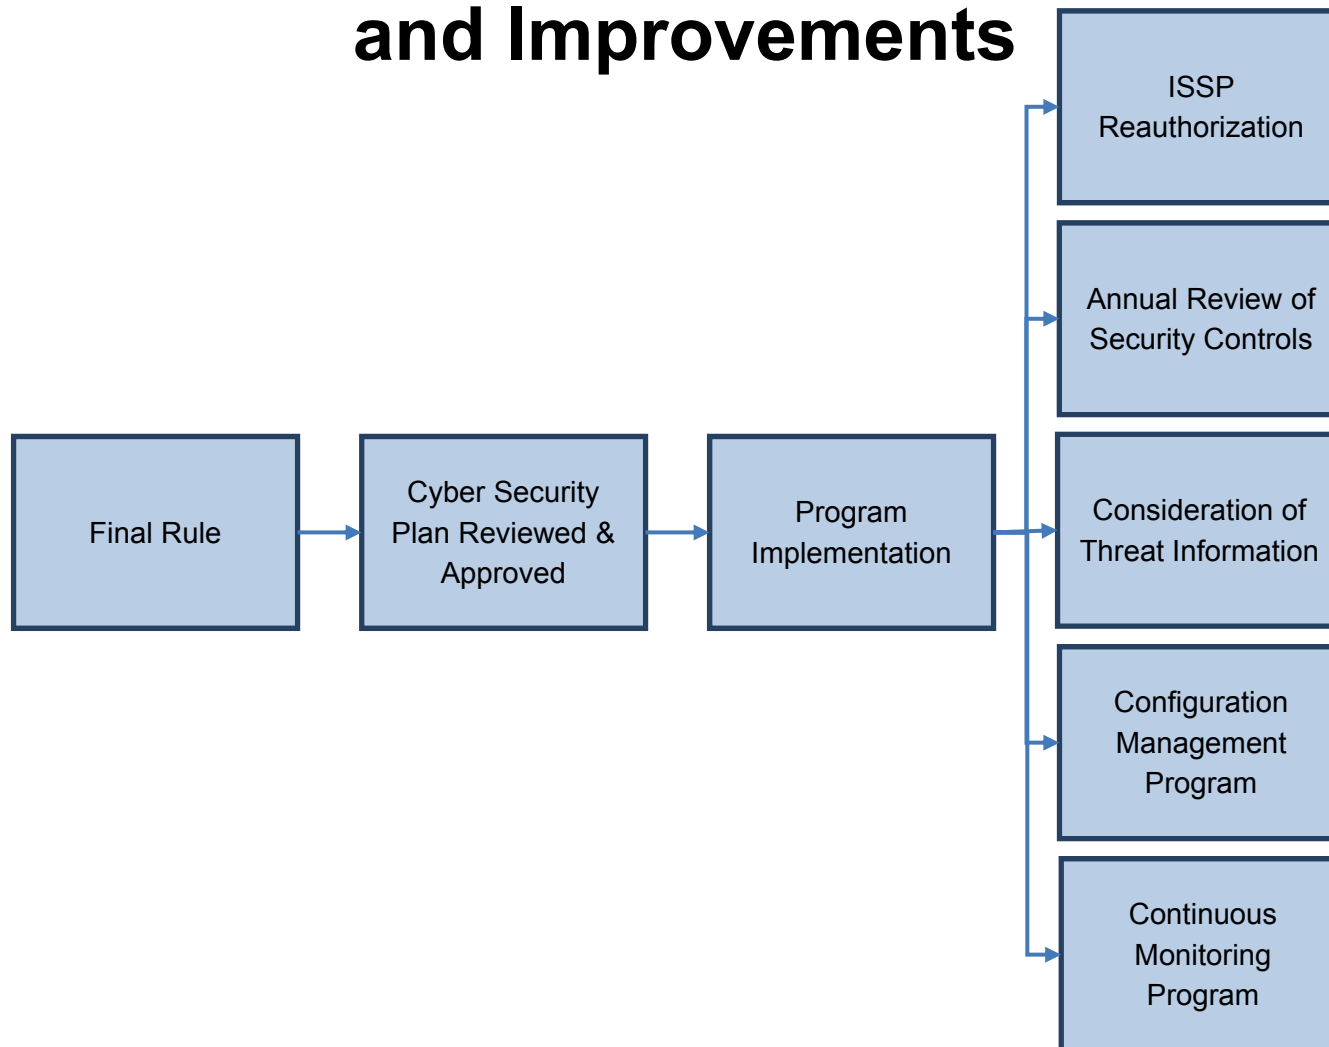 and Improvements
ISSP
Reauthorization
Annual Review of
Security Controls
Final Rule
Cyber Security
Plan Reviewed &
Approved
Program
Implementation
Consideration of
Threat Information
Configuration
Management
Program
Continuous
Monitoring
Program